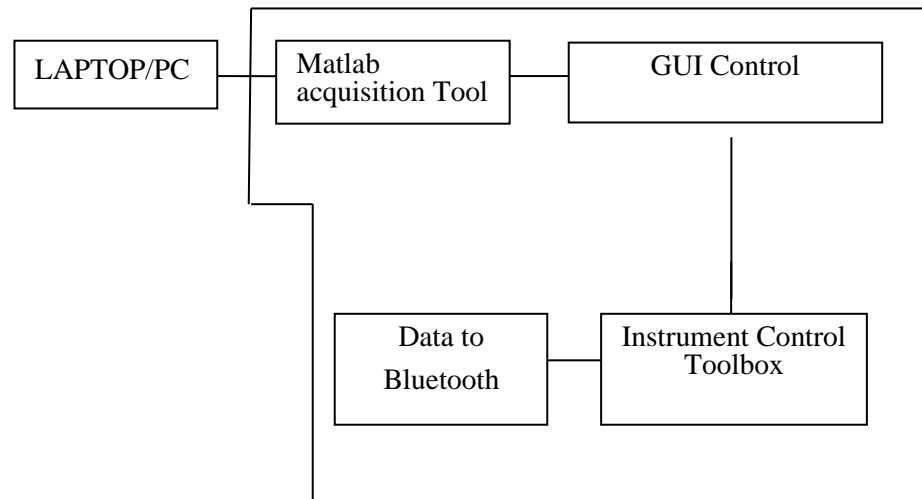 LAPTOP/PC
Matlab
acquisition Tool
GUI Control
Data to
Bluetooth
Instrument Control
Toolbox